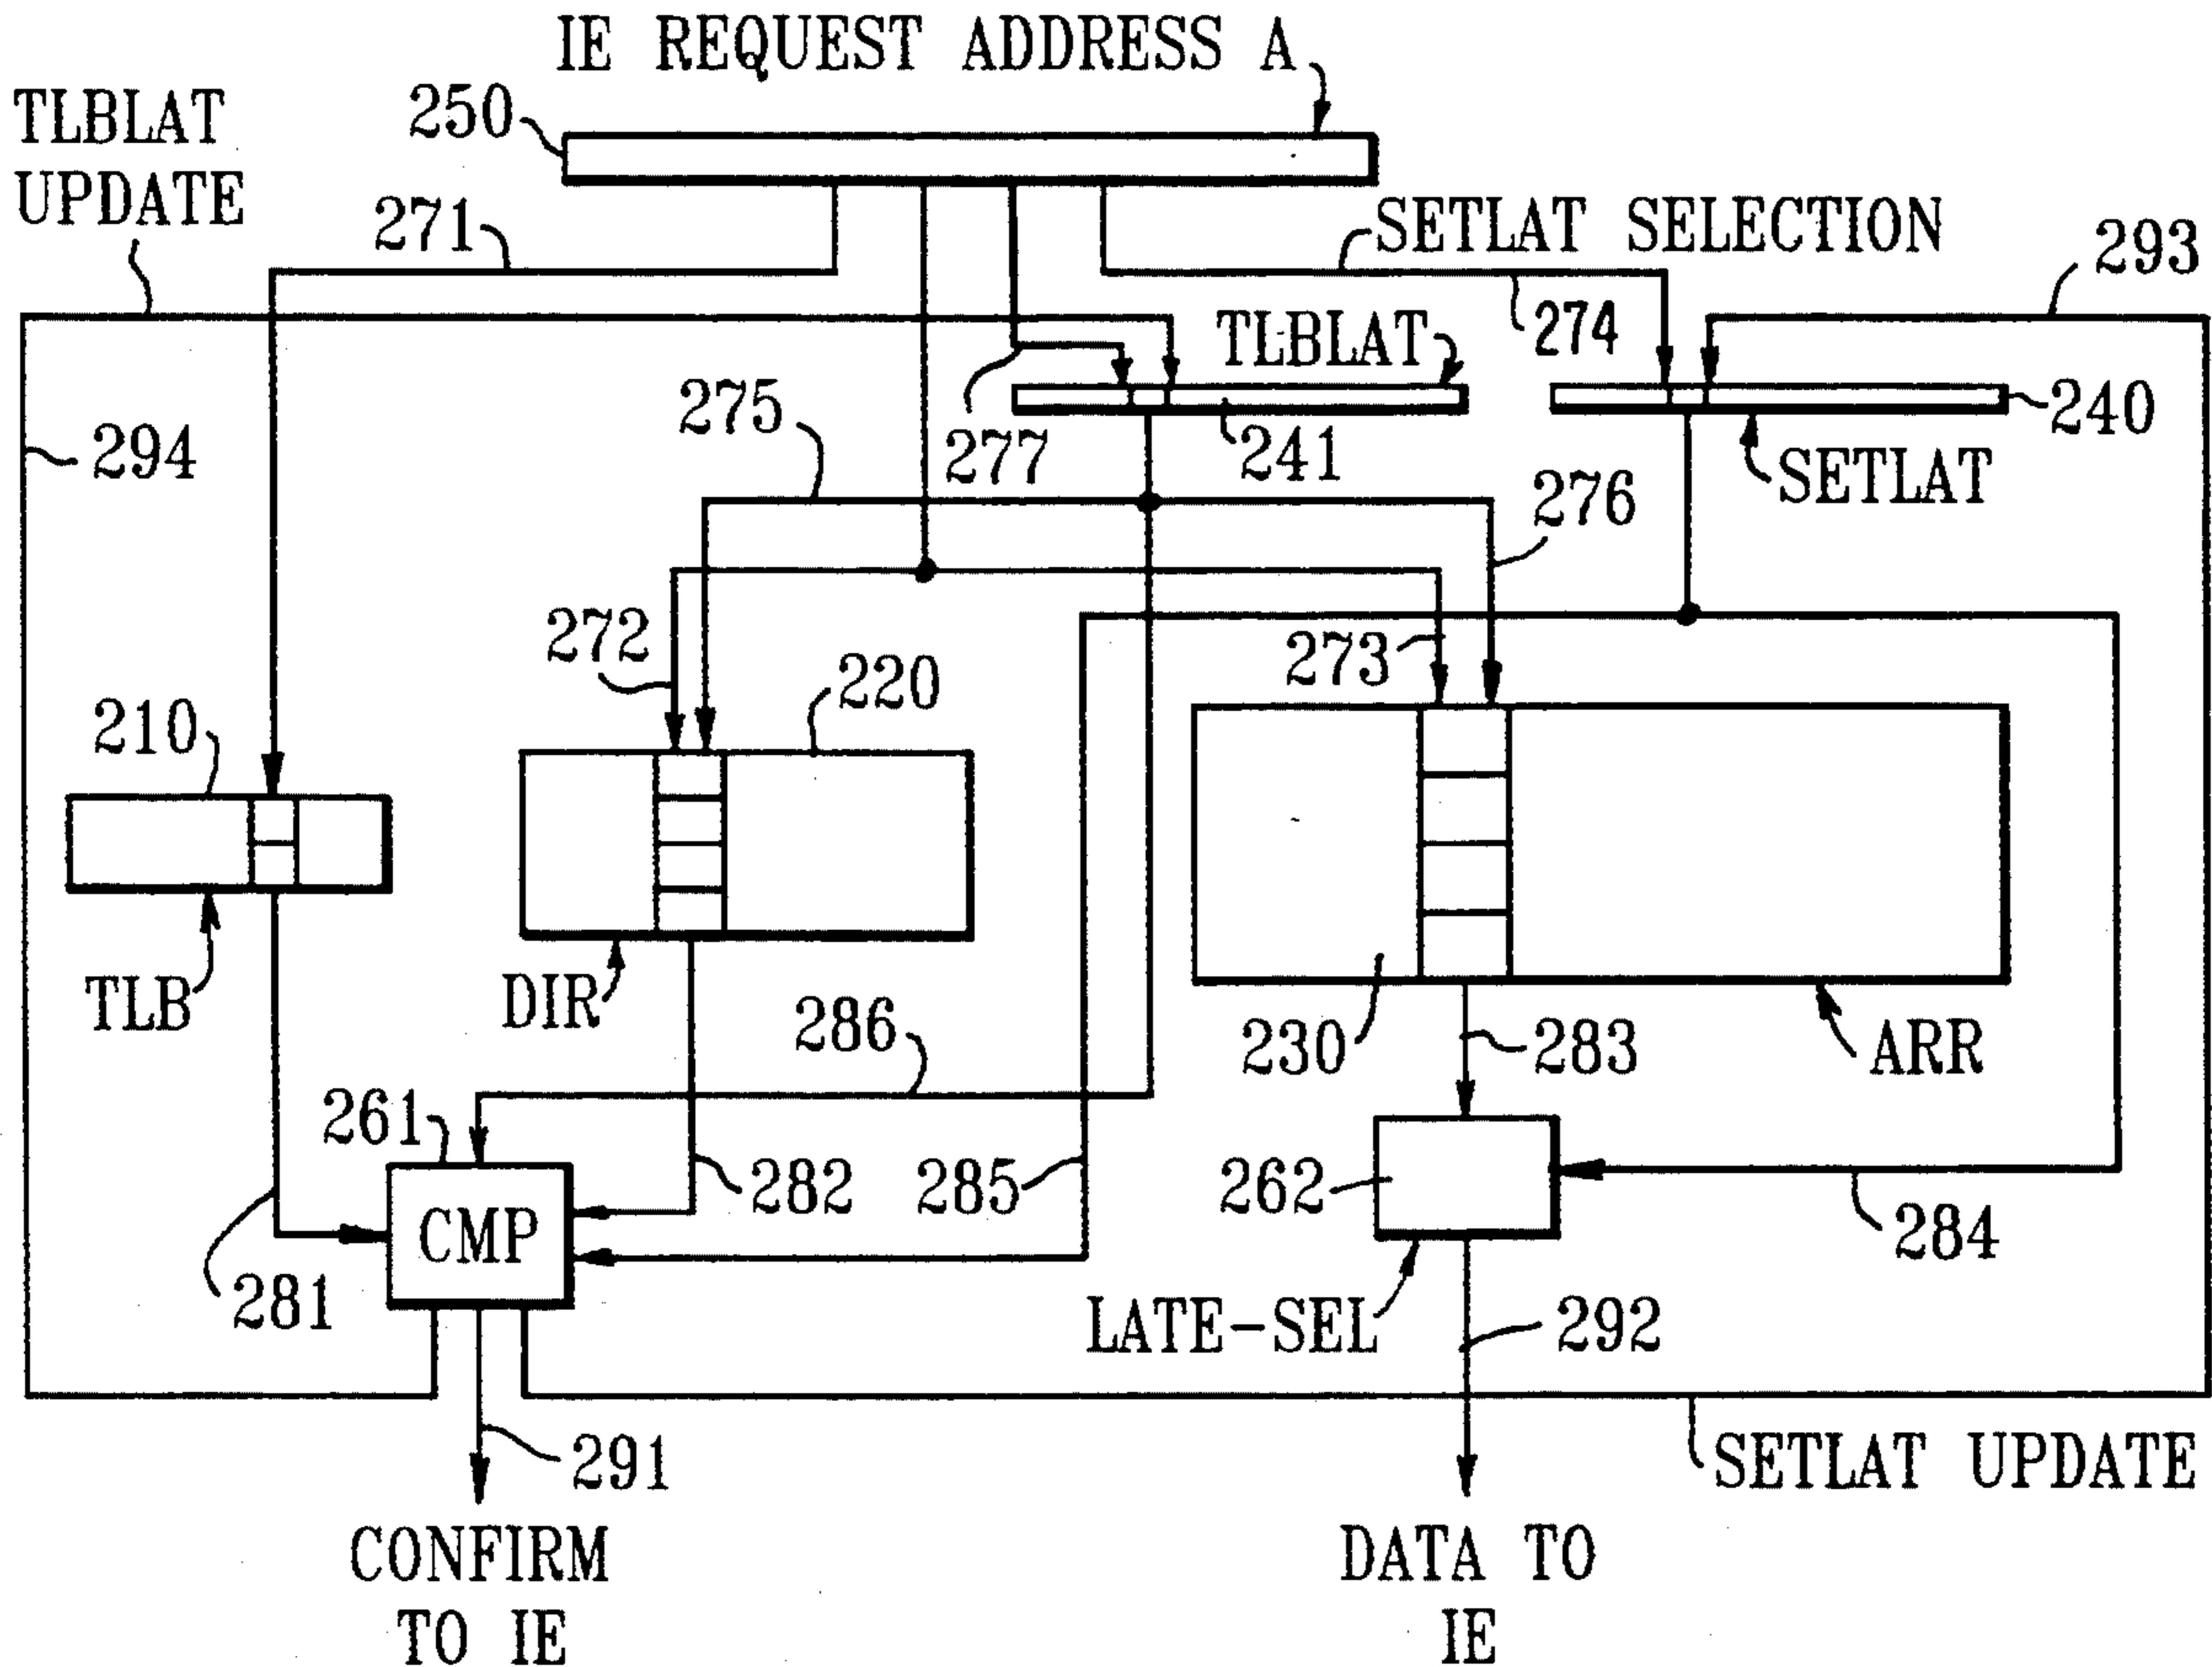 IE REQUEST ADDRESS A
250
TLBLAT
UPDATE
271
SETLAT SELECTION
293
274
TLBLAT
275
240
294
277
241
276
SETLAT
272
273
220
210
TLB
DIR
286
230
283
ARR
261
282
285
262
284
CMP
281
LATE-SEL
292
291
SETLAT UPDATE
CONFIRM
TO IE
DATA TO
IE